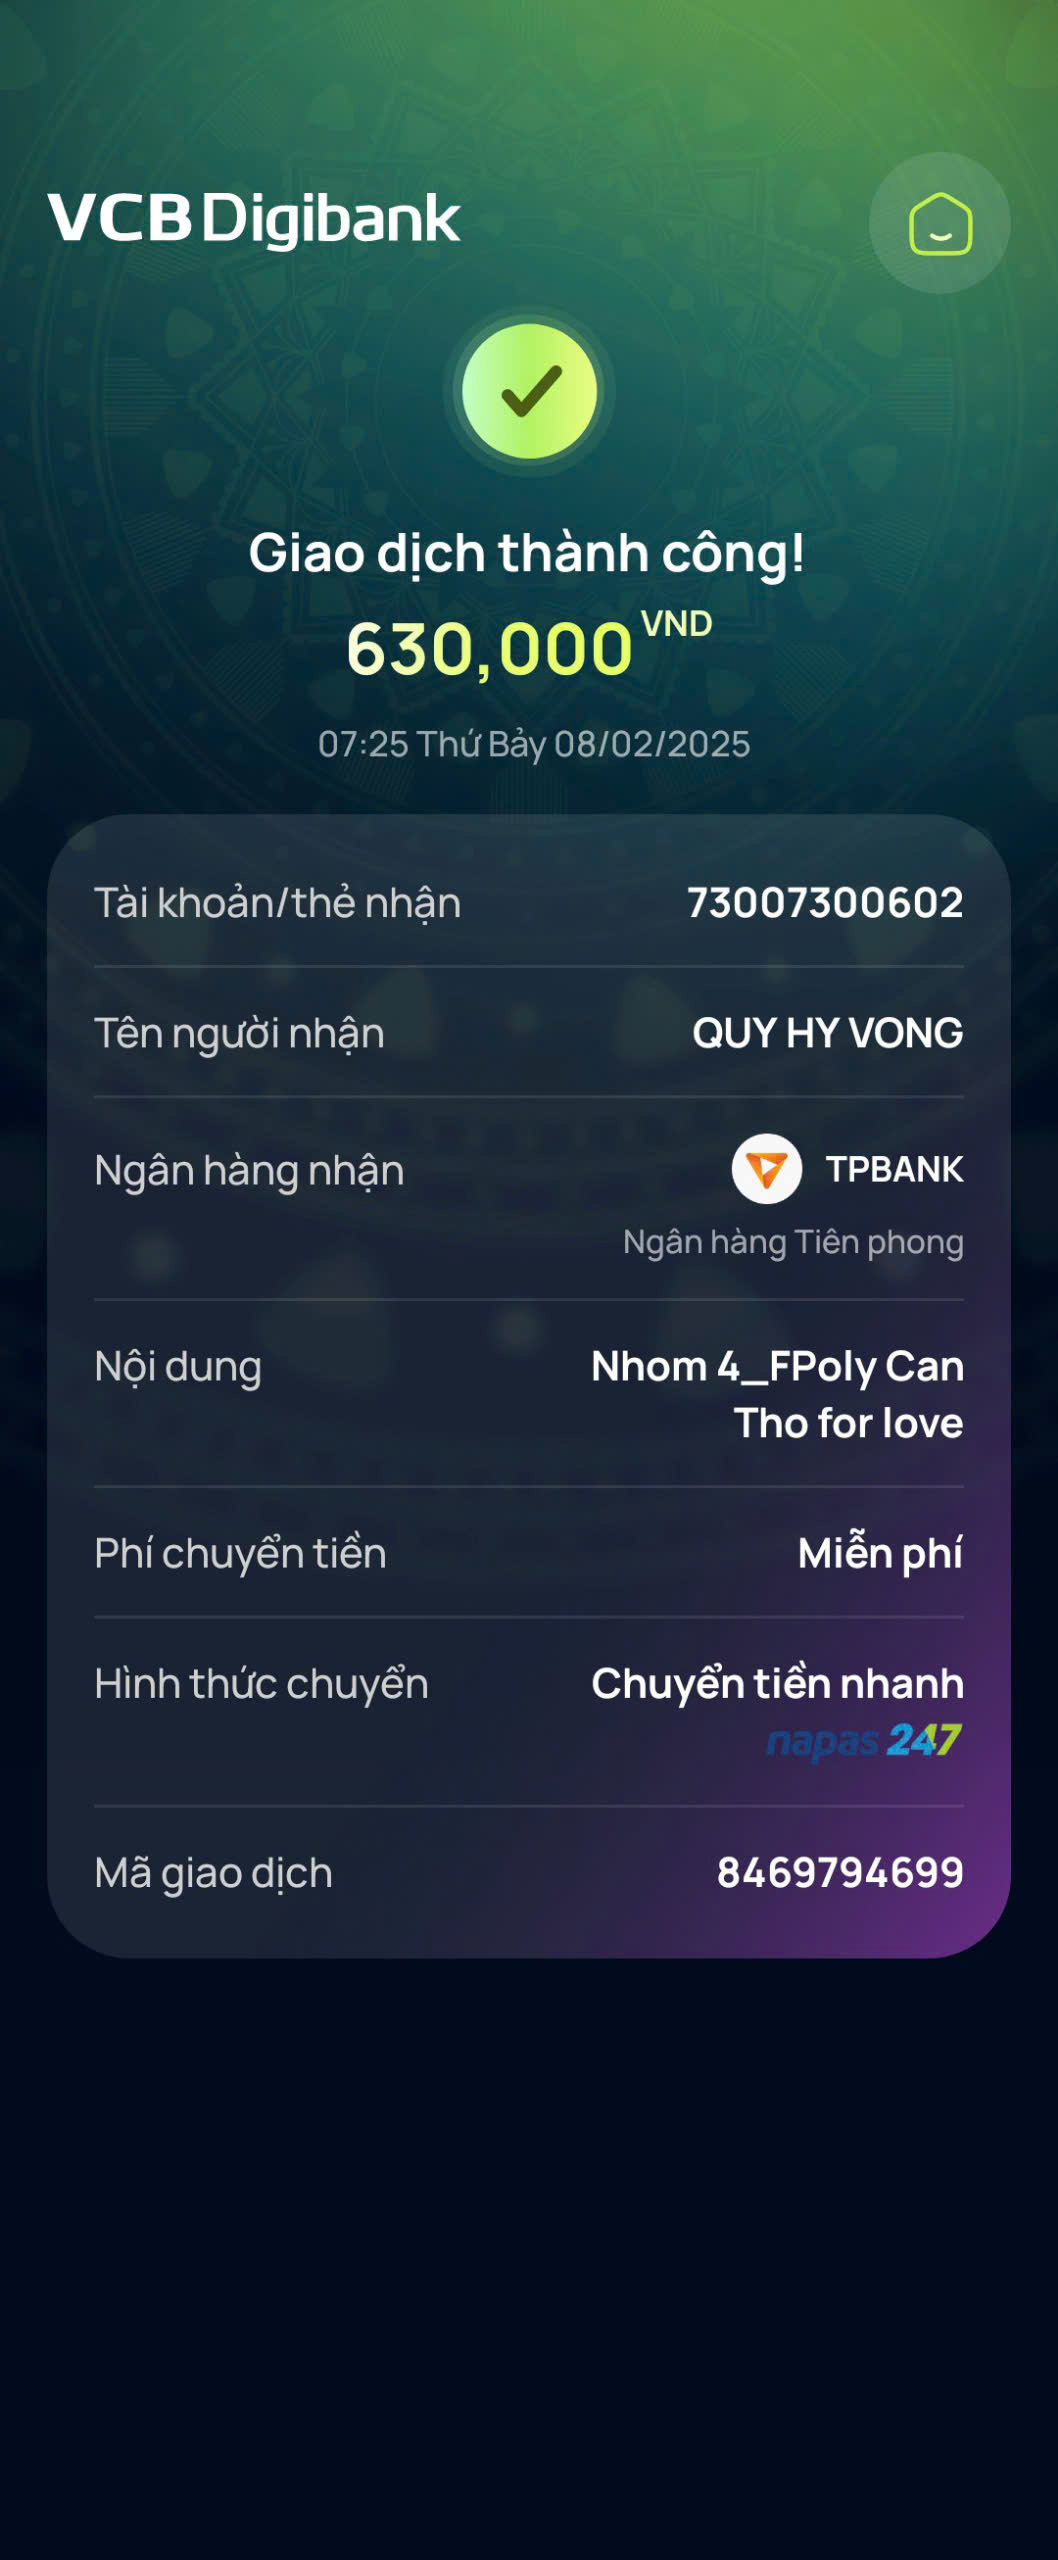 VCB Digibank
Giao dịch thành công!
630,000 VND
07:25 Thứ Bảy 08/02/2025
Tài khoản/thẻ nhận 73007300602
Tên người nhận QUY HY VONG
Ngân hàng nhận TPBANK
Ngân hàng Tiên phong
Nội dung Nhom 4_FPoly Can
Tho for love
Phí chuyển tiền Miễn phí
Hình thức chuyển Chuyển tiền nhanh
napas 247
Mã giao dịch 8469794699